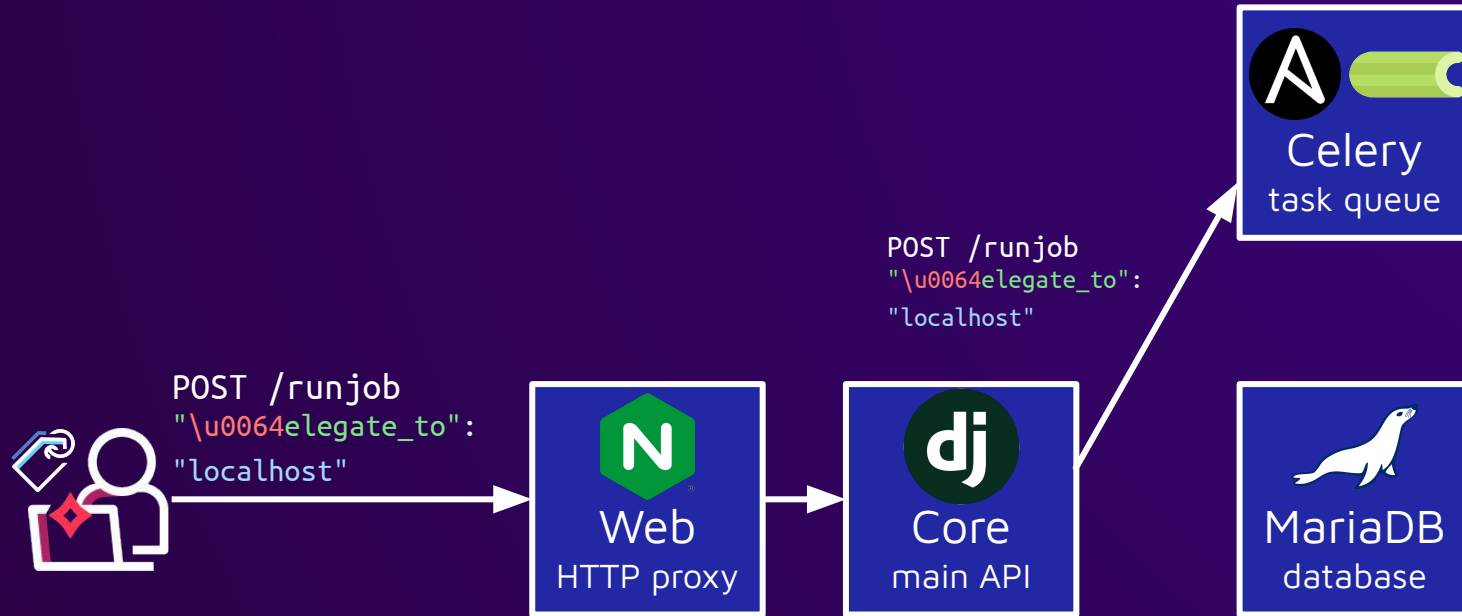 Celery
task queue
POST /runjob
"\u0064elegate_to":
"localhost"
POST /runjob
"\u0064elegate_to":
"localhost"
N
®
Web
HTTP proxy
dj
Core
main API
MariaDB
database